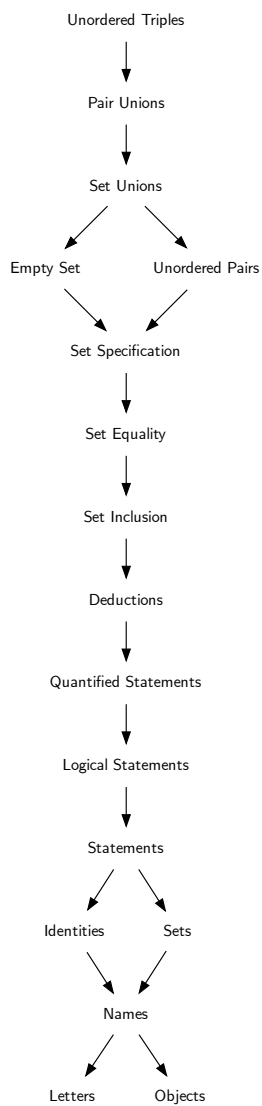 Unordered Triples
Pair Unions
Set Unions
Empty Set
Unordered Pairs
Set Specification
Set Equality
Set Inclusion
Deductions
Quantified Statements
Logical Statements
Statements
Identities
Sets
Names
Letters
Objects